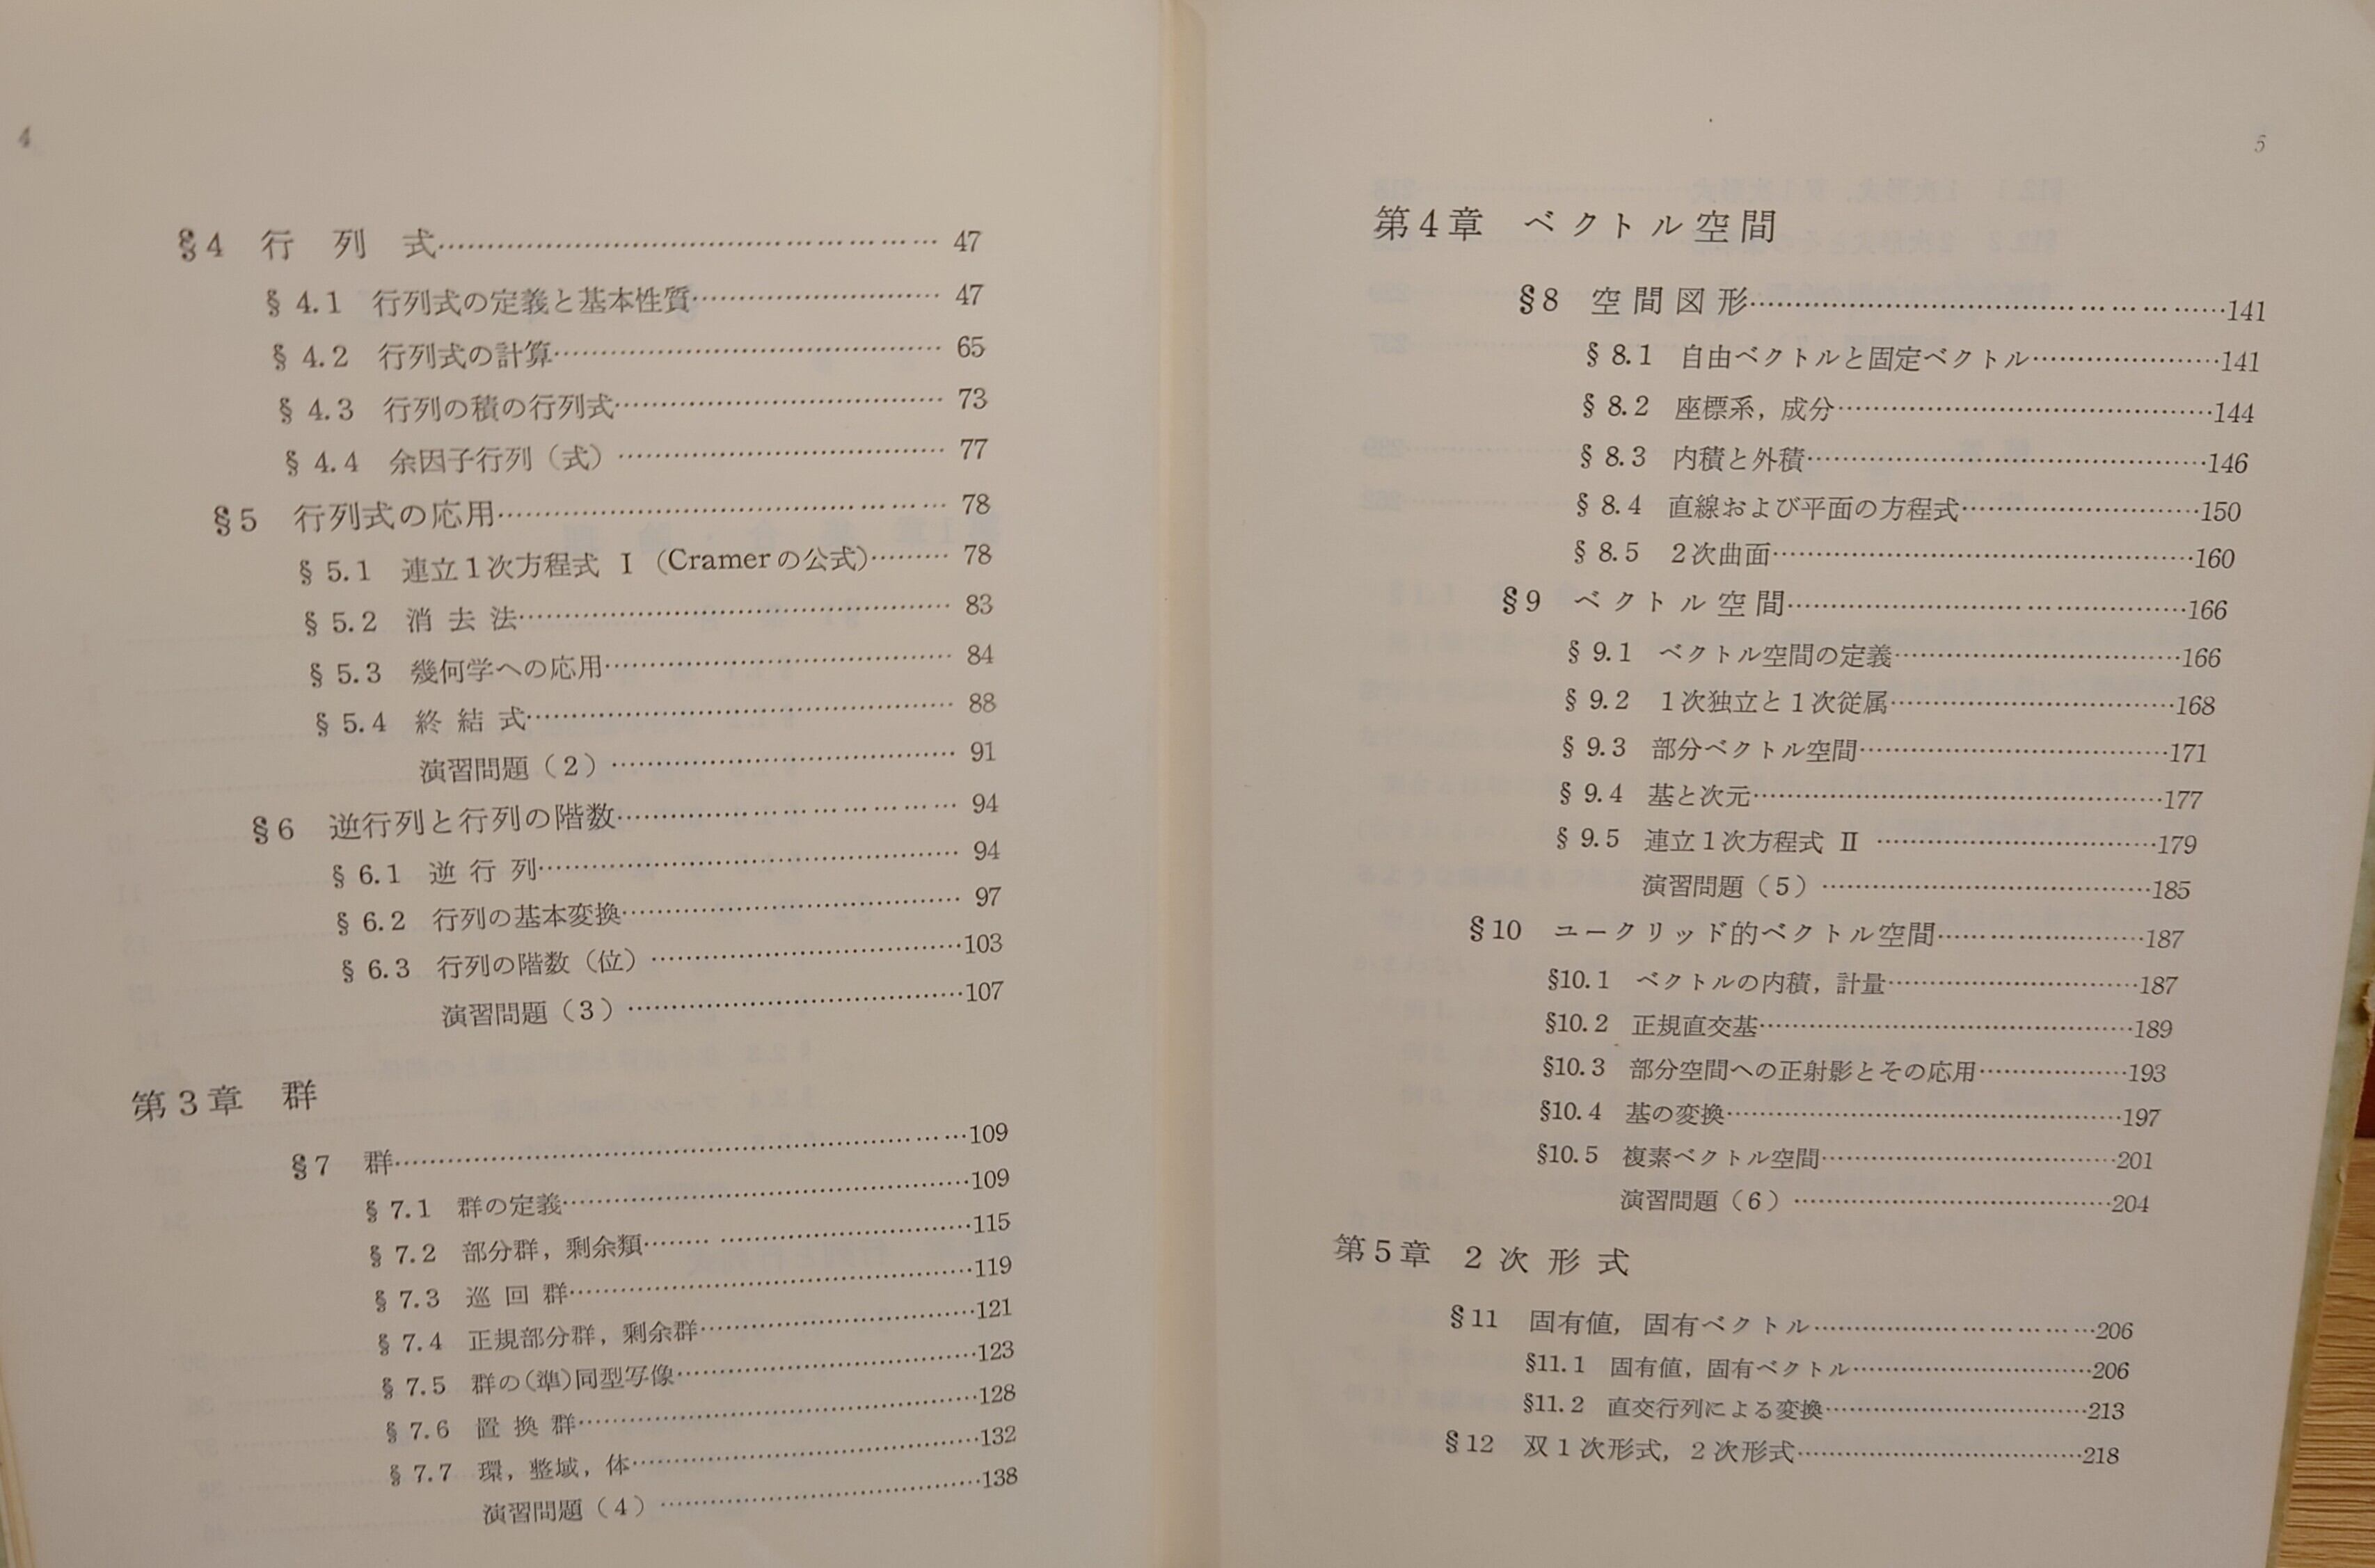 4
§4 行 列 式……………………………………… 47
§ 4.1 行列式の定義と基本性質………………………… 47
§ 4.2 行列式の計算……………………………………… 65
§ 4.3 行列の積の行列式………………………………… 73
§ 4.4 余因子行列（式）………………………………… 77
§5 行列式の応用……………………………………… 78
§ 5.1 連立1次方程式 I （Cramerの公式）……… 78
§ 5.2 消 去 法………………………………………… 83
§ 5.3 幾何学への応用…………………………………… 84
§ 5.4 終 結 式………………………………………… 88
演習問題（2）…………………………………… 91
§6 逆行列と行列の階数……………………………… 94
§ 6.1 逆 行 列………………………………………… 94
§ 6.2 行列の基本変換…………………………………… 97
§ 6.3 行列の階数（位）………………………………103
演習問題（3）……………………………………107
第3章 群
§7 群……………………………………………………109
§ 7.1 群の定義……………………………………………109
§ 7.2 部分群，剰余類……………………………………115
§ 7.3 巡 回 群…………………………………………119
§ 7.4 正規部分群，剰余群………………………………121
§ 7.5 群の(準)同型写像…………………………………123
§ 7.6 置 換 群…………………………………………128
§ 7.7 環，整域，体………………………………………132
演習問題（4）……………………………………138
5
第4章 ベクトル空間
§8 空 間 図 形………………………………………141
§ 8.1 自由ベクトルと固定ベクトル……………………141
§ 8.2 座標系，成分………………………………………144
§ 8.3 内積と外積…………………………………………146
§ 8.4 直線および平面の方程式…………………………150
§ 8.5 2次曲面……………………………………………160
§9 ベ ク ト ル 空 間………………………………166
§ 9.1 ベクトル空間の定義………………………………166
§ 9.2 1次独立と1次従属………………………………168
§ 9.3 部分ベクトル空間…………………………………171
§ 9.4 基と次元……………………………………………177
§ 9.5 連立1次方程式 II ………………………………179
演習問題（5）……………………………………185
§10 ユークリッド的ベクトル空間……………………187
§10.1 ベクトルの内積，計量……………………………187
§10.2 正規直交基…………………………………………189
§10.3 部分空間への正射影とその応用…………………193
§10.4 基の変換……………………………………………197
§10.5 複素ベクトル空間…………………………………201
演習問題（6）……………………………………204
第5章 2 次 形 式
§11 固有値，固有ベクトル……………………………206
§11.1 固有値，固有ベクトル……………………………206
§11.2 直交行列による変換………………………………213
§12 双1次形式，2次形式……………………………218